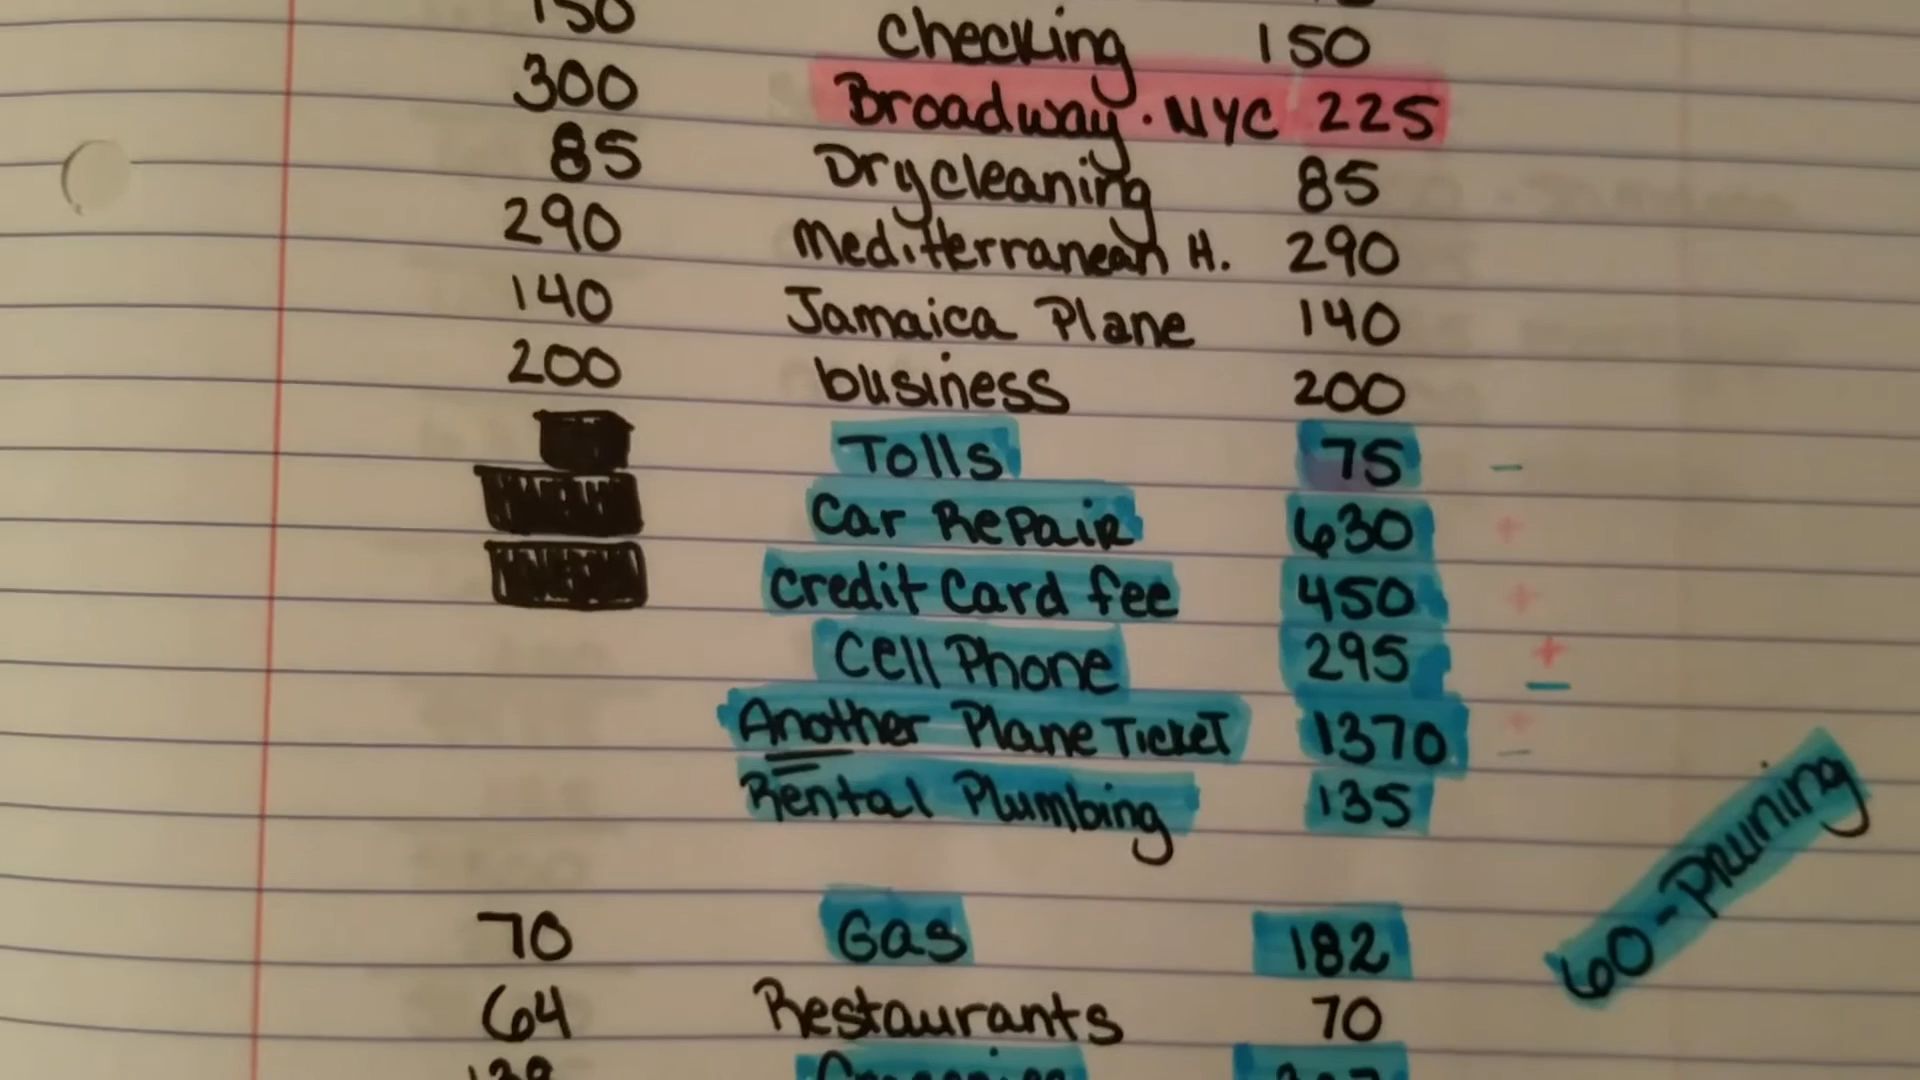 150 Checking 150
300 Broadway · NYC 225
85 Drycleaning 85
290 Mediterranean H. 290
140 Jamaica Plane 140
200 business 200
Tolls 75 -
Car Repair 630 +
Credit Card fee 450 +
Cell Phone 295 + -
Another Plane Ticket 1370 + -
Rental Plumbing 135
60 - Pruning
70 Gas 182
64 Restaurants 70